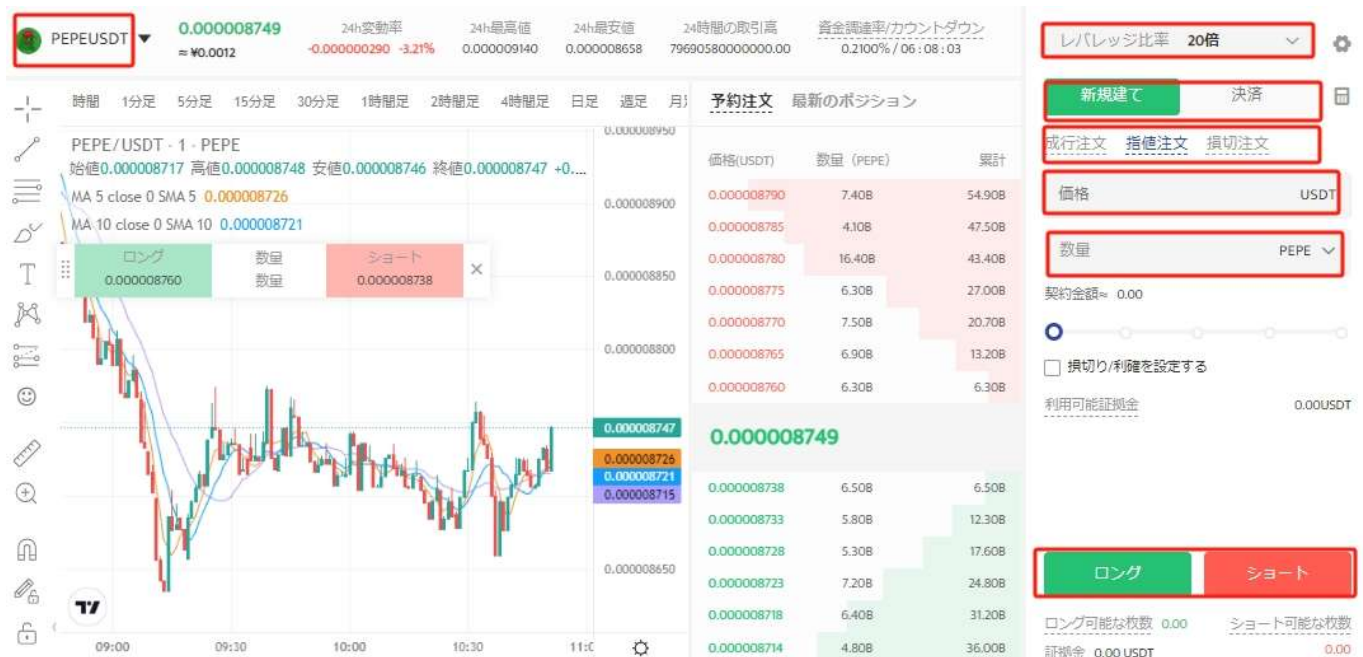 PEPEUSDT
0.000008749
≈ ¥0.0012
24h変動率
-0.000000290 -3.21%
24h最高値
0.000009140
24h最安値
0.000008658
24時間の取引高
79690580000000.00
資金調達率/カウントダウン
0.2100% / 06 : 08 : 03
時間 1分足 5分足 15分足 30分足 1時間足 2時間足 4時間足 日足 週足
PEPE/USDT · 1 · PEPE
始値0.000008717 高値0.000008748 安値0.000008746 終値0.000008747 +0....
MA 5 close 0 SMA 5 0.000008726
MA 10 close 0 SMA 10 0.000008721
ロング 数量 ショート
0.000008760 数量 0.000008738
0.000008950
0.000008900
0.000008850
0.000008800
0.000008747
0.000008726
0.000008721
0.000008715
0.000008650
09:00 09:30 10:00 10:30
予約注文 最新のポジション
価格(USDT) 数量 (PEPE) 累計
0.000008790 7.40B 54.90B
0.000008785 4.10B 47.50B
0.000008780 16.40B 43.40B
0.000008775 6.30B 27.00B
0.000008770 7.50B 20.70B
0.000008765 6.90B 13.20B
0.000008760 6.30B 6.30B
0.000008749
0.000008738 6.50B 6.50B
0.000008733 5.80B 12.30B
0.000008728 5.30B 17.60B
0.000008723 7.20B 24.80B
0.000008718 6.40B 31.20B
0.000008714 4.80B 36.00B
レバレッジ比率 20倍
新規建て 決済
成行注文 指値注文 損切注文
価格 USDT
数量 PEPE
契約金額≈ 0.00
損切り/利確を設定する
利用可能証拠金 0.00USDT
ロング ショート
ロング可能な枚数 0.00 ショート可能な枚数
証拠金 0.00 USDT 0.00